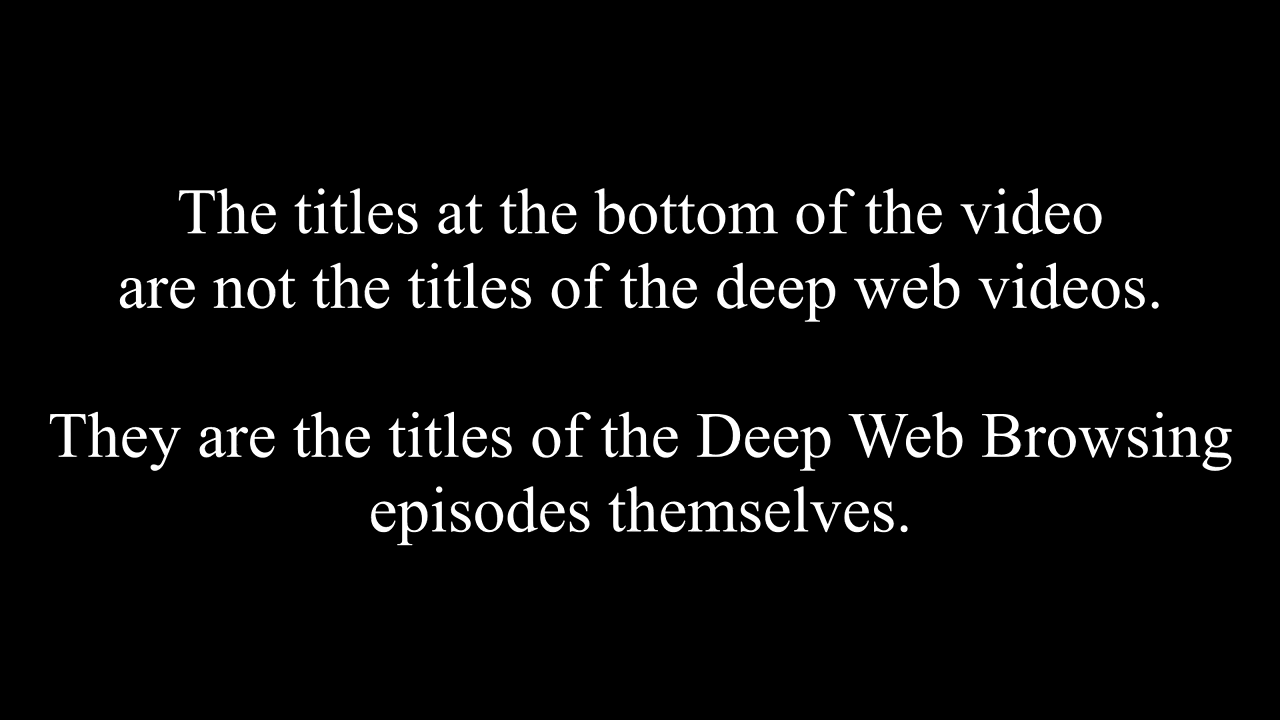 The titles at the bottom of the video
are not the titles of the deep web videos.
They are the titles of the Deep Web Browsing
episodes themselves.